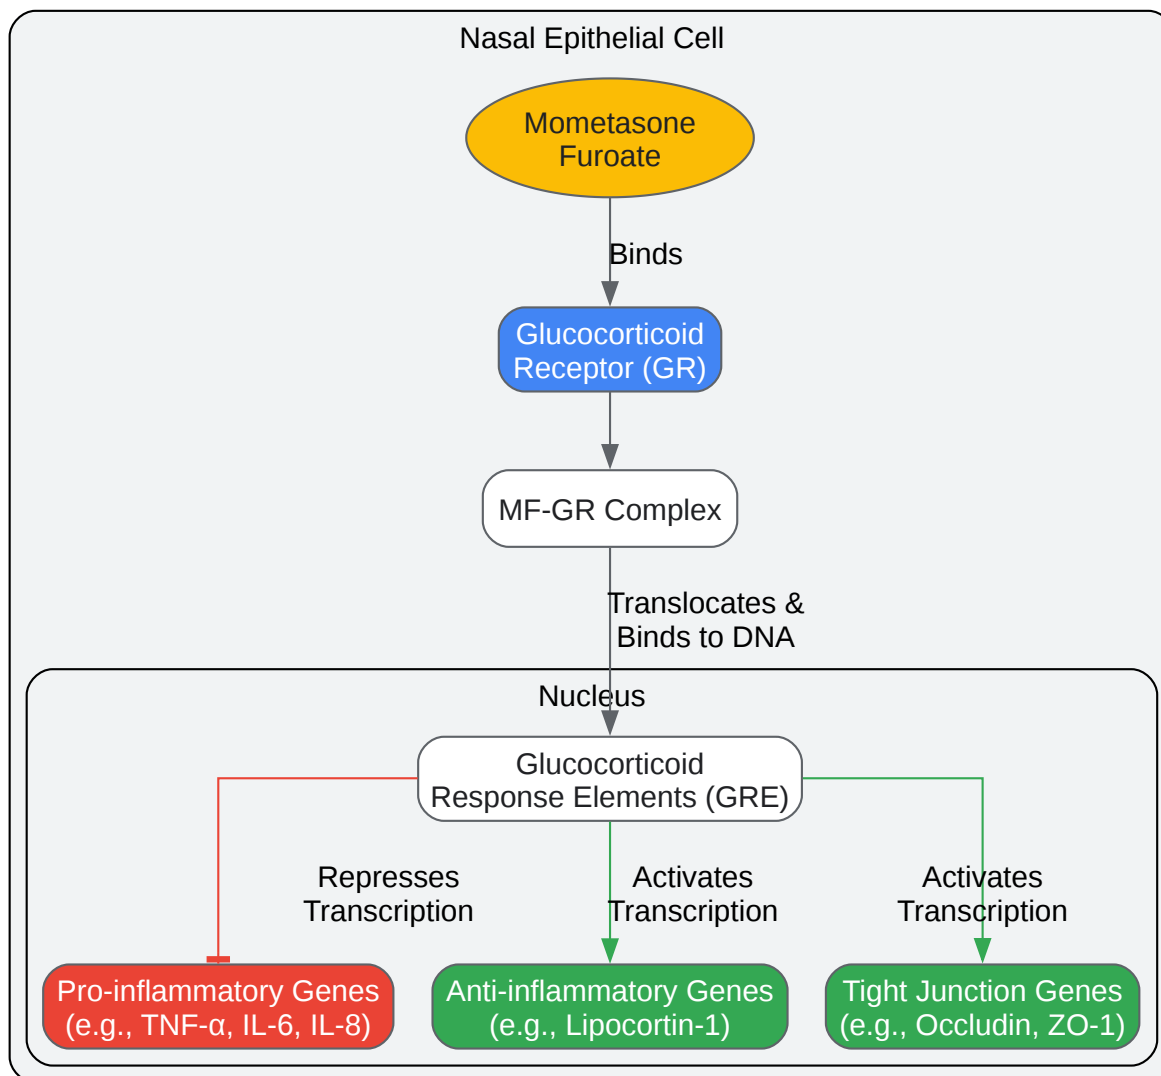 Nasal Epithelial Cell
Mometasone
Furoate
Binds
Glucocorticoid
Receptor (GR)
MF-GR Complex
Translocates &
Binds to DNA
Nucleus
Glucocorticoid
Response Elements (GRE)
Represses
Transcription
Activates
Transcription
Activates
Transcription
Pro-inflammatory Genes
(e.g., TNF-α, IL-6, IL-8)
Anti-inflammatory Genes
(e.g., Lipocortin-1)
Tight Junction Genes
(e.g., Occludin, ZO-1)